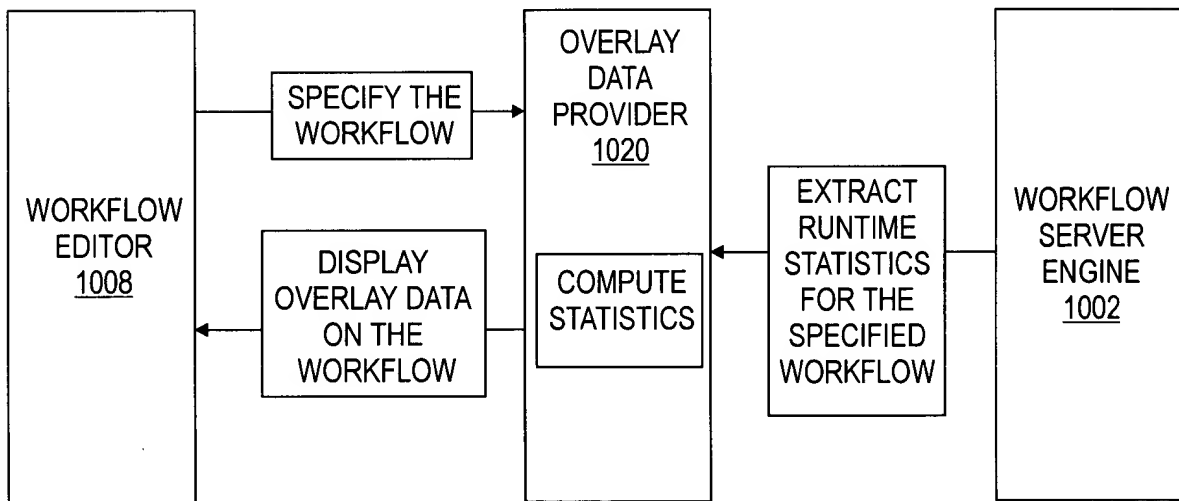 WORKFLOW
EDITOR
1008
SPECIFY THE
WORKFLOW
DISPLAY
OVERLAY DATA
ON THE
WORKFLOW
OVERLAY
DATA
PROVIDER
1020
COMPUTE
STATISTICS
EXTRACT
RUNTIME
STATISTICS
FOR THE
SPECIFIED
WORKFLOW
WORKFLOW
SERVER
ENGINE
1002